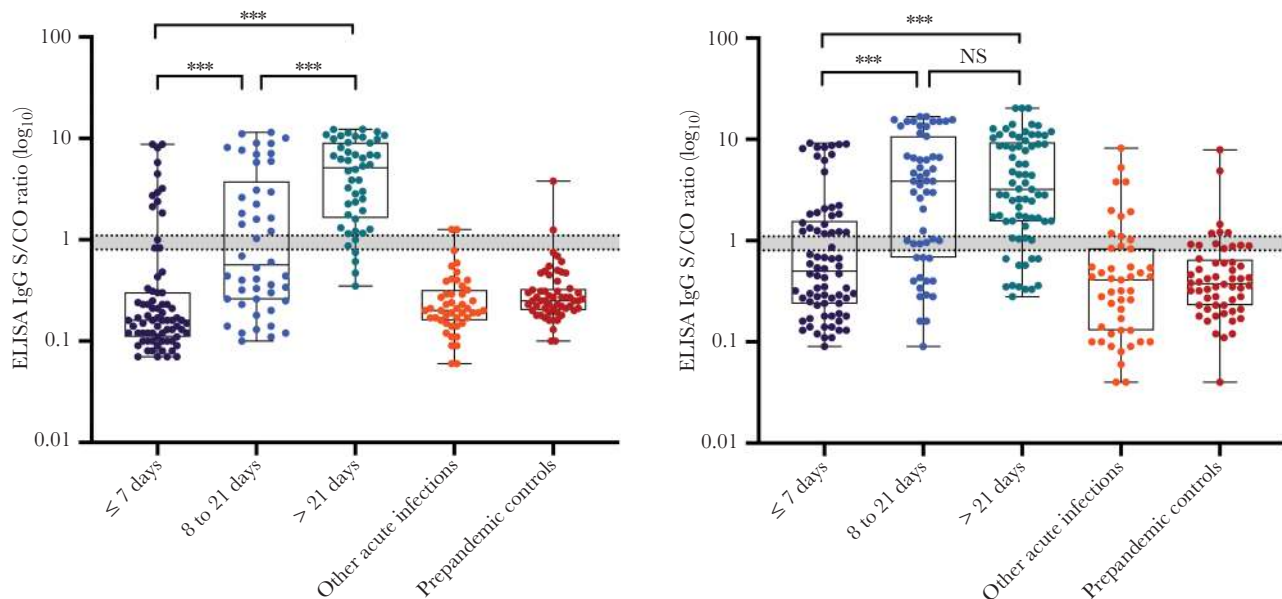 ***
***
***
100
10
1
0.1
0.01
ELISA IgG S/CO ratio (log10)
≤ 7 days
8 to 21 days
> 21 days
Other acute infections
Prepandemic controls
***
***
NS
100
10
1
0.1
0.01
ELISA IgG S/CO ratio (log10)
≤ 7 days
8 to 21 days
> 21 days
Other acute infections
Prepandemic controls